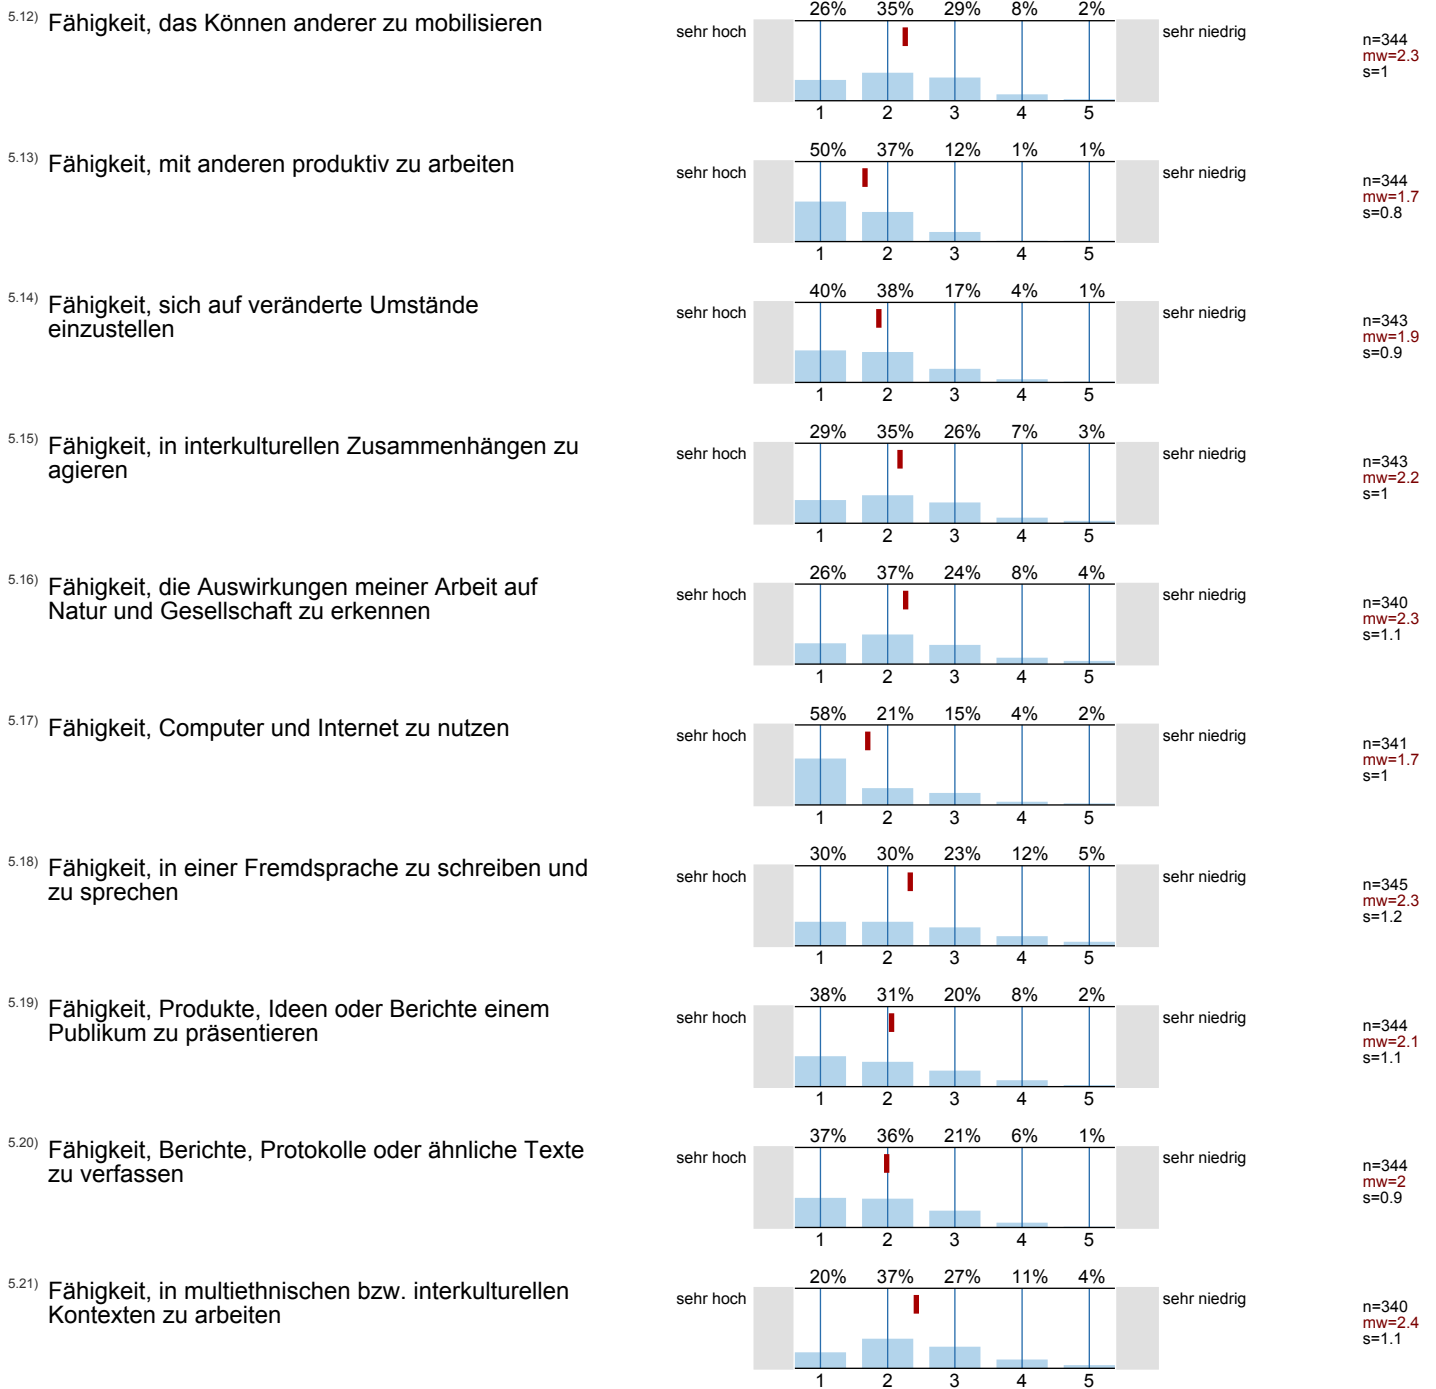 5.12) Fähigkeit, das Können anderer zu mobilisieren
26% 35% 29% 8% 2%
sehr hoch sehr niedrig
n=344
mw=2.3
s=1
1 2 3 4 5
5.13) Fähigkeit, mit anderen produktiv zu arbeiten
50% 37% 12% 1% 1%
sehr hoch sehr niedrig
n=344
mw=1.7
s=0.8
1 2 3 4 5
5.14) Fähigkeit, sich auf veränderte Umstände
einzustellen
40% 38% 17% 4% 1%
sehr hoch sehr niedrig
n=343
mw=1.9
s=0.9
1 2 3 4 5
5.15) Fähigkeit, in interkulturellen Zusammenhängen zu
agieren
29% 35% 26% 7% 3%
sehr hoch sehr niedrig
n=343
mw=2.2
s=1
1 2 3 4 5
5.16) Fähigkeit, die Auswirkungen meiner Arbeit auf
Natur und Gesellschaft zu erkennen
26% 37% 24% 8% 4%
sehr hoch sehr niedrig
n=340
mw=2.3
s=1.1
1 2 3 4 5
5.17) Fähigkeit, Computer und Internet zu nutzen
58% 21% 15% 4% 2%
sehr hoch sehr niedrig
n=341
mw=1.7
s=1
1 2 3 4 5
5.18) Fähigkeit, in einer Fremdsprache zu schreiben und
zu sprechen
30% 30% 23% 12% 5%
sehr hoch sehr niedrig
n=345
mw=2.3
s=1.2
1 2 3 4 5
5.19) Fähigkeit, Produkte, Ideen oder Berichte einem
Publikum zu präsentieren
38% 31% 20% 8% 2%
sehr hoch sehr niedrig
n=344
mw=2.1
s=1.1
1 2 3 4 5
5.20) Fähigkeit, Berichte, Protokolle oder ähnliche Texte
zu verfassen
37% 36% 21% 6% 1%
sehr hoch sehr niedrig
n=344
mw=2
s=0.9
1 2 3 4 5
5.21) Fähigkeit, in multiethnischen bzw. interkulturellen
Kontexten zu arbeiten
20% 37% 27% 11% 4%
sehr hoch sehr niedrig
n=340
mw=2.4
s=1.1
1 2 3 4 5